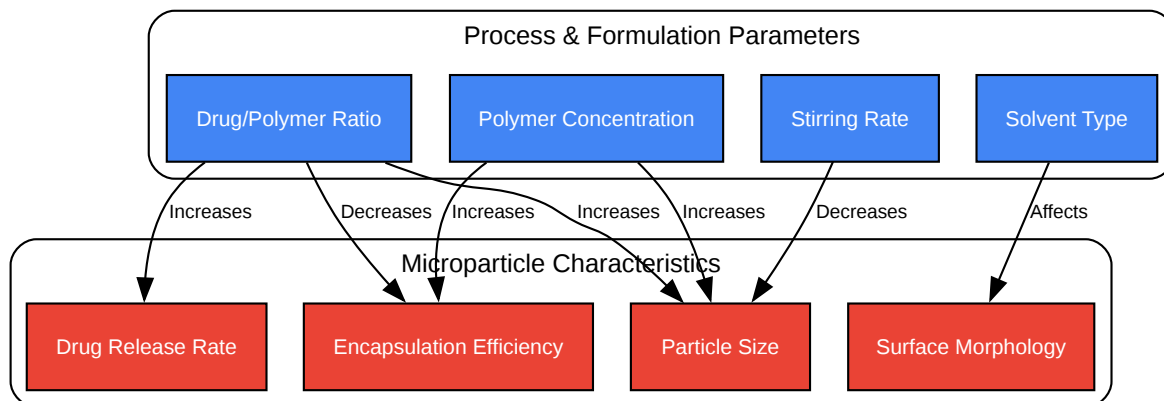 Process & Formulation Parameters
Drug/Polymer Ratio
Polymer Concentration
Stirring Rate
Solvent Type
Increases
Decreases
Increases
Increases
Increases
Decreases
Affects
Microparticle Characteristics
Drug Release Rate
Encapsulation Efficiency
Particle Size
Surface Morphology